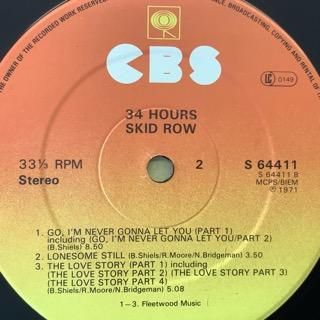 THE OWNER OF THE RECORDED WORK RESERVED
BROADCASTING, COPYING AND RENTAL OF
CBS
LC 0149
34 HOURS
SKID ROW
33⅓ RPM
Stereo
2
S 64411
S 64411 B
MCPS/BIEM
℗ 1971
1. GO, I'M NEVER GONNA LET YOU (PART 1)
including (GO, I'M NEVER GONNA LET YOU/PART 2)
(B.Shiels) 8.50
2. LONESOME STILL (B.Shiels/R.Moore/N.Bridgeman) 3.50
3. THE LOVE STORY (PART 1) including
(THE LOVE STORY PART 2) (THE LOVE STORY PART 3)
(THE LOVE STORY PART 4)
(B.Shiels/R.Moore/N.Bridgeman) 5.08
1—3. Fleetwood Music